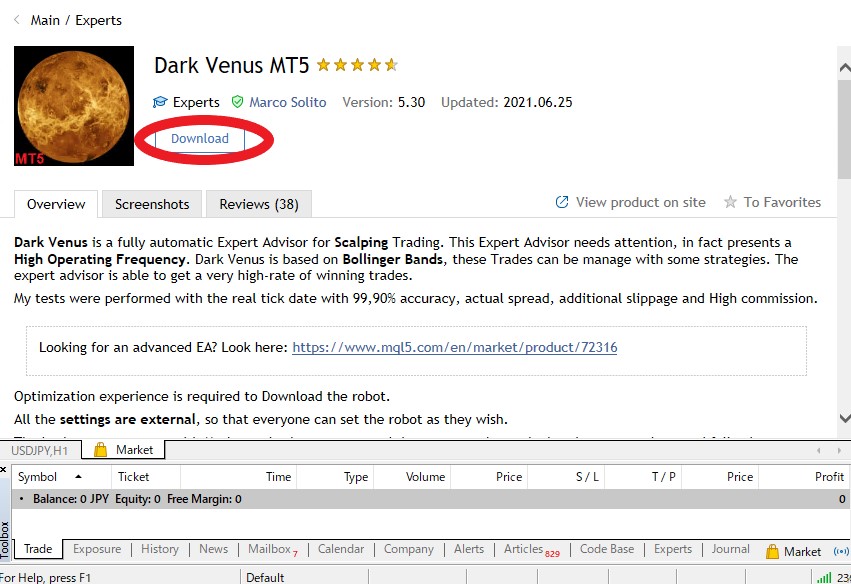 Main / Experts
Dark Venus MT5
Experts Marco Solito Version: 5.30 Updated: 2021.06.25
Download
MT5
Overview Screenshots Reviews (38) View product on site To Favorites
Dark Venus is a fully automatic Expert Advisor for Scalping Trading. This Expert Advisor needs attention, in fact presents a
High Operating Frequency. Dark Venus is based on Bollinger Bands, these Trades can be manage with some strategies. The
expert advisor is able to get a very high-rate of winning trades.
My tests were performed with the real tick date with 99,90% accuracy, actual spread, additional slippage and High commission.
Looking for an advanced EA? Look here: https://www.mql5.com/en/market/product/72316
Optimization experience is required to Download the robot.
All the settings are external, so that everyone can set the robot as they wish.
USDJPY,H1 Market
Symbol Ticket Time Type Volume Price S / L T / P Price Profit
Balance: 0 JPY Equity: 0 Free Margin: 0 0
Toolbox
Trade Exposure History News Mailbox 7 Calendar Company Alerts Articles 829 Code Base Experts Journal Market
For Help, press F1 Default